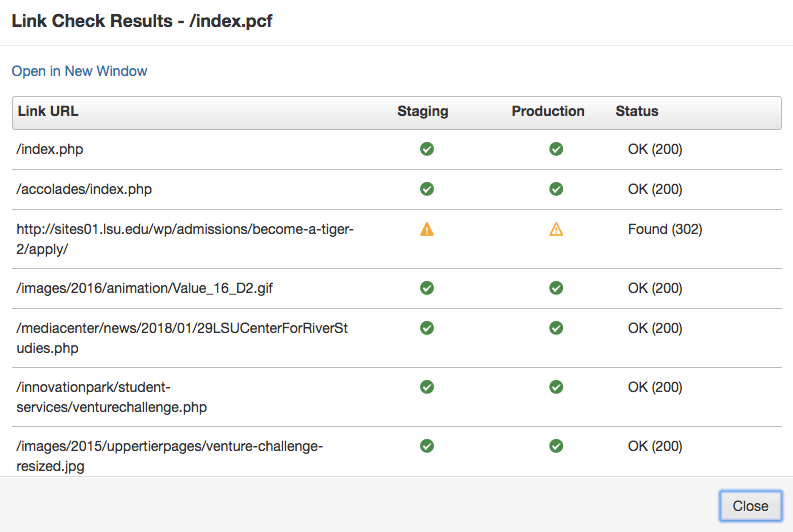 Link Check Results - /index.pcf
Open in New Window
Link URL Staging Production Status
/index.php OK (200)
/accolades/index.php OK (200)
http://sites01.lsu.edu/wp/admissions/become-a-tiger- Found (302)
2/apply/
/images/2016/animation/Value_16_D2.gif OK (200)
/mediacenter/news/2018/01/29LSUCenterForRiverSt OK (200)
udies.php
/innovationpark/student- OK (200)
services/venturechallenge.php
/images/2015/uppertierpages/venture-challenge- OK (200)
resized.jpg
Close